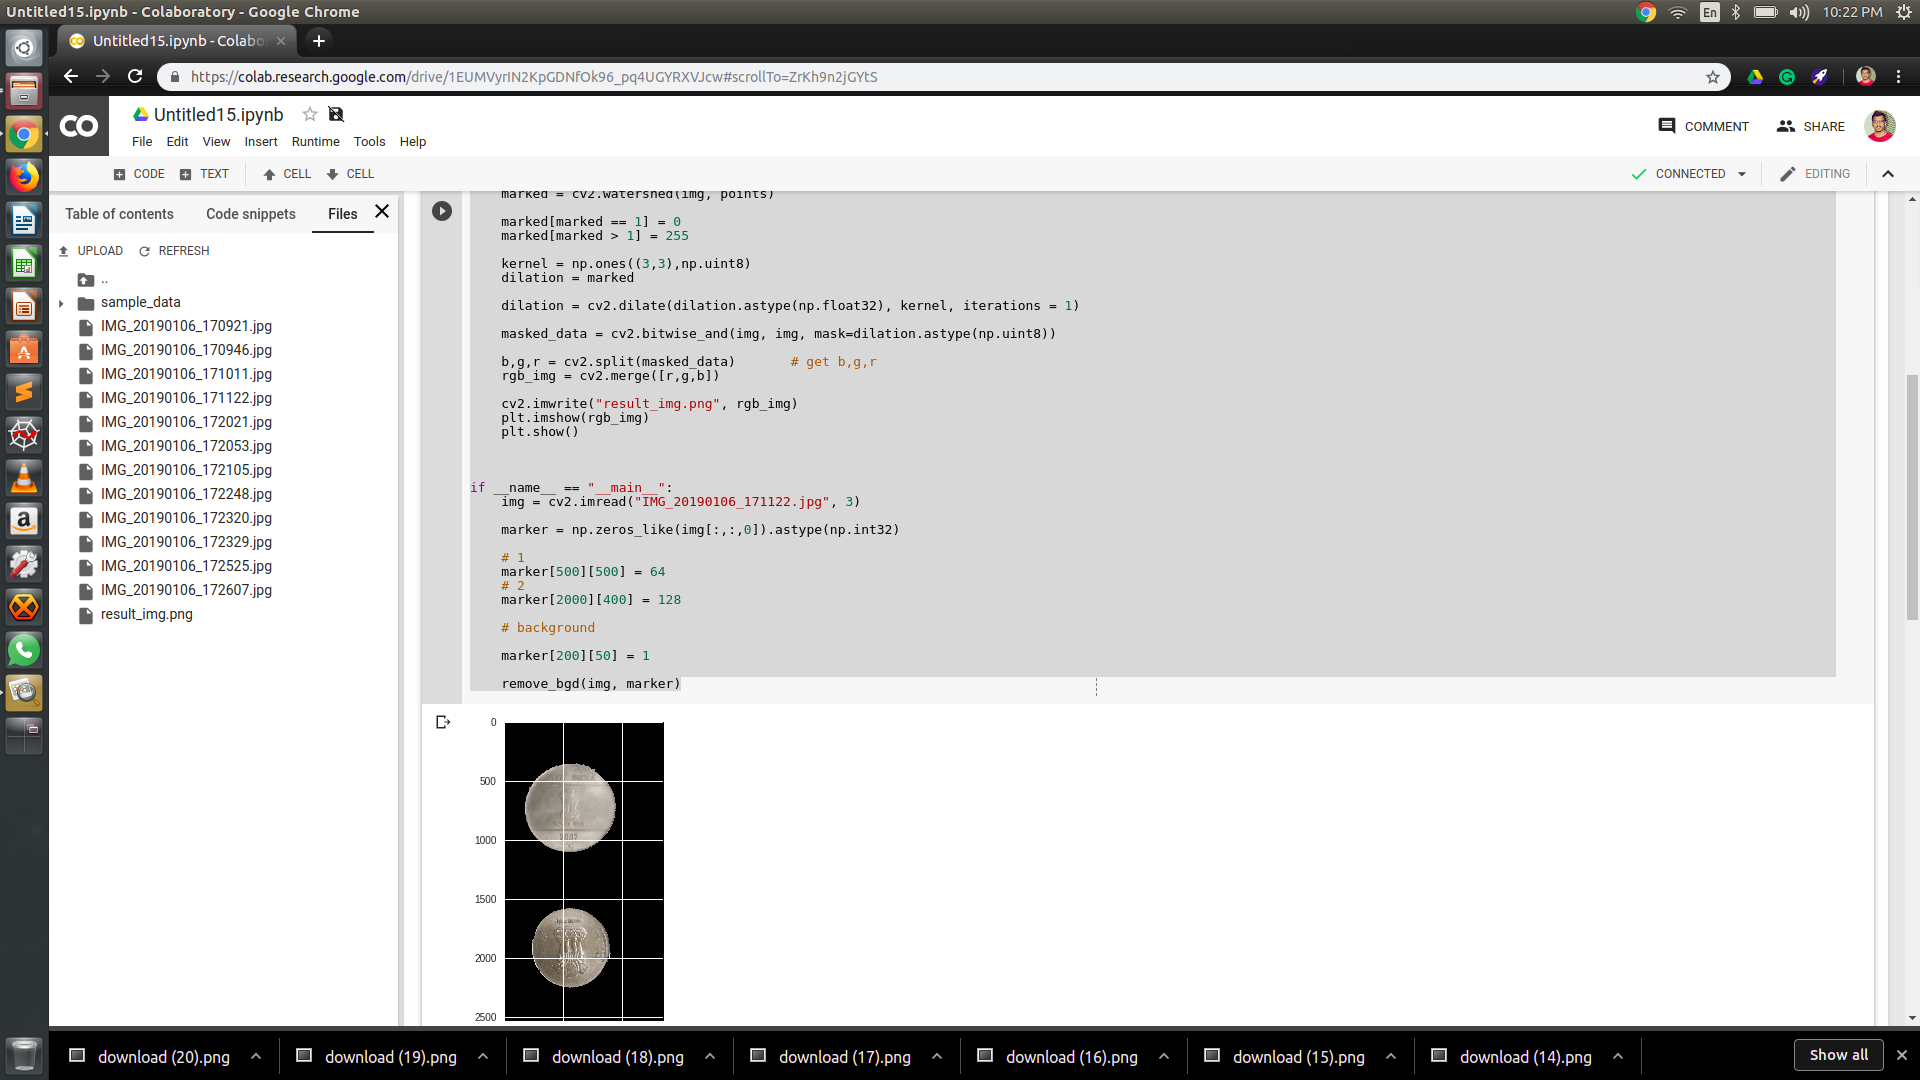 Untitled15.ipynb - Colaboratory - Google Chrome
En
10:22 PM
Untitled15.ipynb - Colabo
https://colab.research.google.com/drive/1EUMVyrIN2KpGDNfOk96_pq4UGYRXVJcw#scrollTo=ZrKh9n2jGYtS
CO
Untitled15.ipynb
File Edit View Insert Runtime Tools Help
COMMENT
SHARE
CODE
TEXT
CELL
CELL
CONNECTED
EDITING
Table of contents
Code snippets
Files
UPLOAD
REFRESH
..
sample_data
IMG_20190106_170921.jpg
IMG_20190106_170946.jpg
IMG_20190106_171011.jpg
IMG_20190106_171122.jpg
IMG_20190106_172021.jpg
IMG_20190106_172053.jpg
IMG_20190106_172105.jpg
IMG_20190106_172248.jpg
IMG_20190106_172320.jpg
IMG_20190106_172329.jpg
IMG_20190106_172525.jpg
IMG_20190106_172607.jpg
result_img.png
marked = cv2.watershed(img, points)
marked[marked == 1] = 0
marked[marked > 1] = 255
kernel = np.ones((3,3),np.uint8)
dilation = marked
dilation = cv2.dilate(dilation.astype(np.float32), kernel, iterations = 1)
masked_data = cv2.bitwise_and(img, img, mask=dilation.astype(np.uint8))
b,g,r = cv2.split(masked_data)       # get b,g,r
rgb_img = cv2.merge([r,g,b])
cv2.imwrite("result_img.png", rgb_img)
plt.imshow(rgb_img)
plt.show()
if __name__ == "__main__":
img = cv2.imread("IMG_20190106_171122.jpg", 3)
marker = np.zeros_like(img[:,:,0]).astype(np.int32)
# 1
marker[500][500] = 64
# 2
marker[2000][400] = 128
# background
marker[200][50] = 1
remove_bgd(img, marker)
0
500
1000
1500
2000
2500
2007
download (20).png
download (19).png
download (18).png
download (17).png
download (16).png
download (15).png
download (14).png
Show all